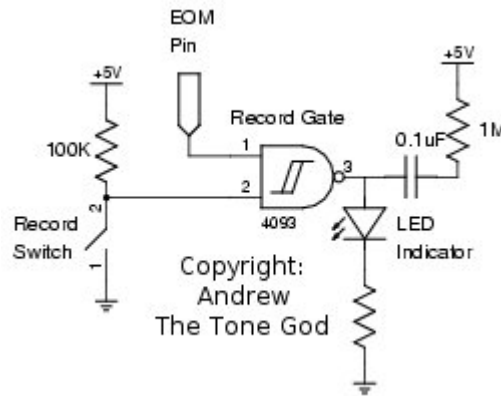 EOM
Pin
+5V
+5V
Record Gate
1M
0.1uF
100K
1
3
2
2
4093
Record
Switch
1
LED
Indicator
Copyright:
Andrew
The Tone God